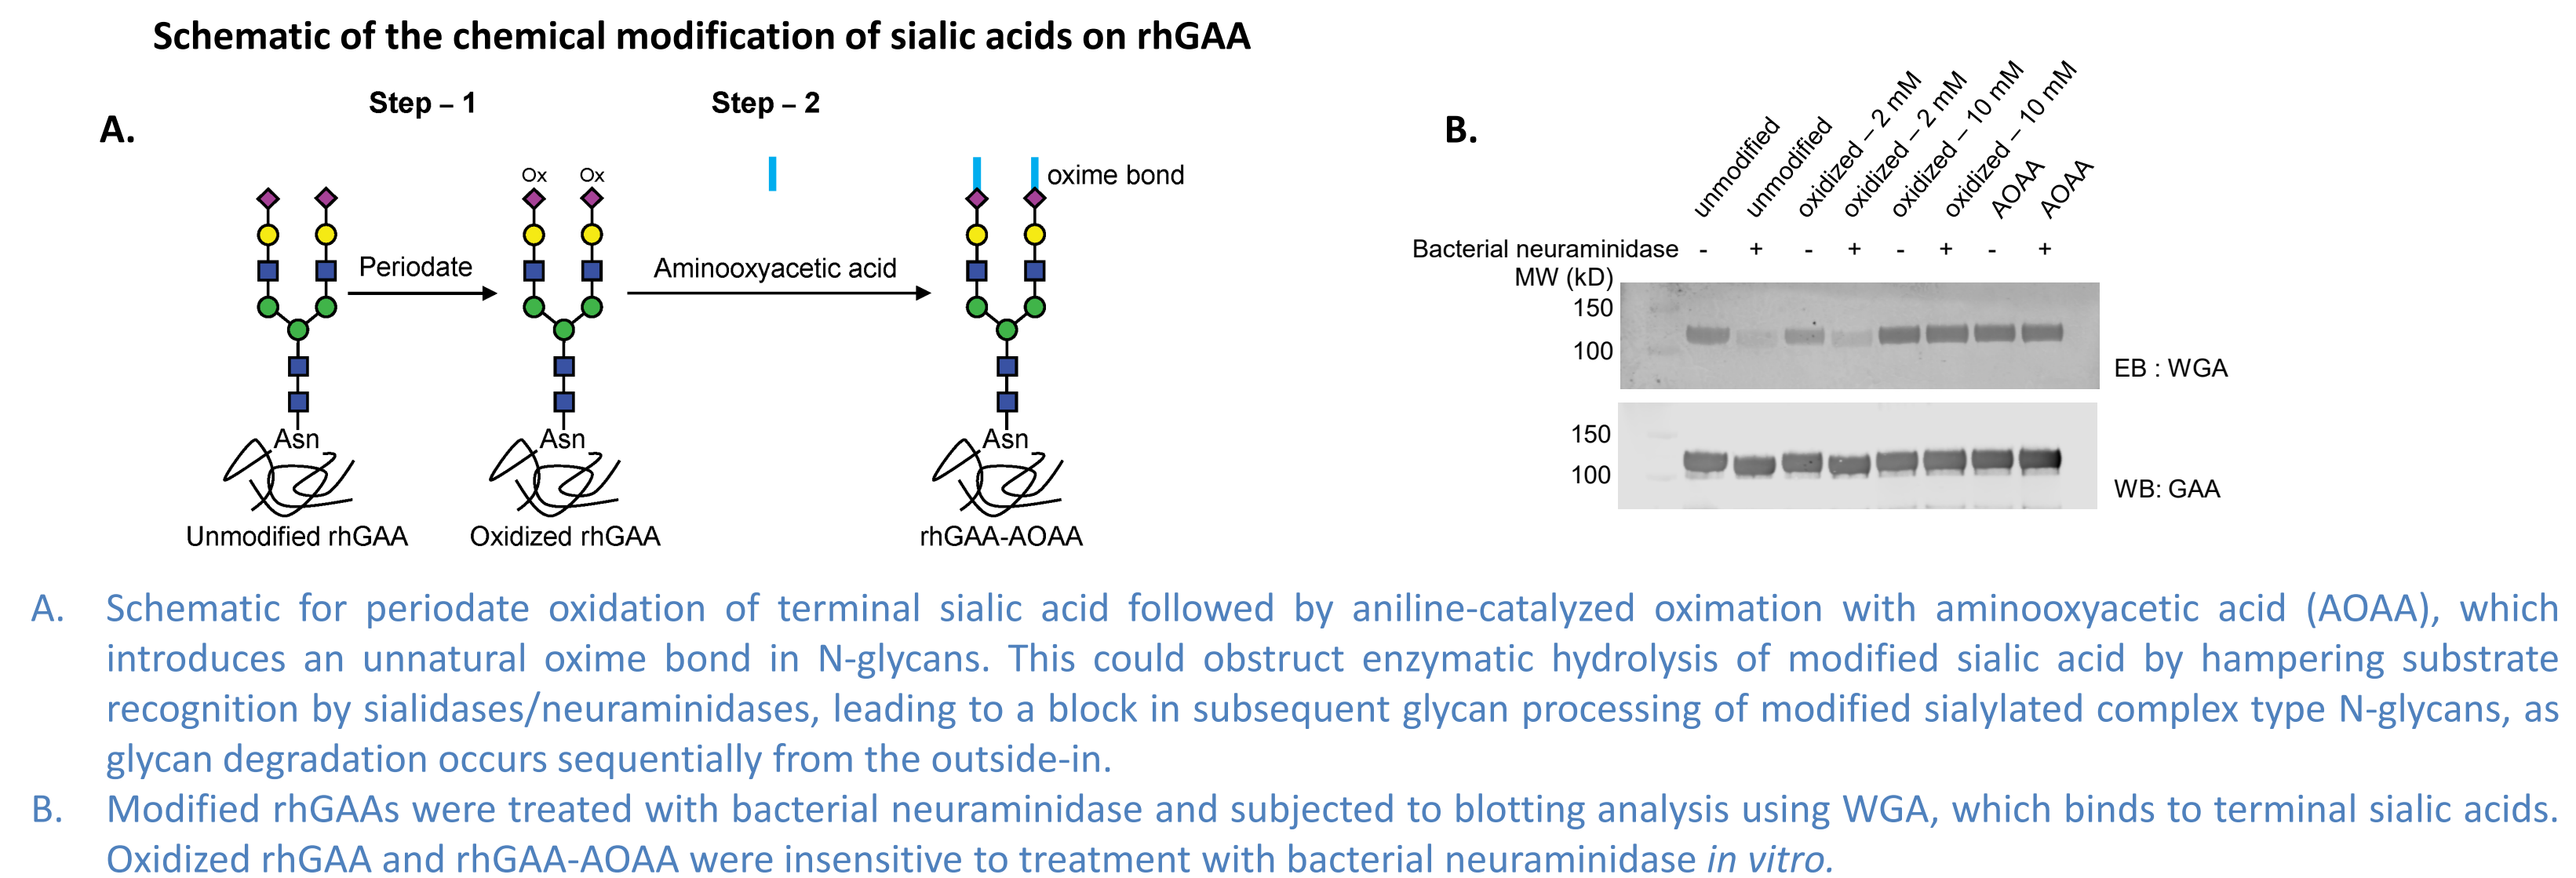 Schematic of the chemical modification of sialic acids on rhGAA
Step – 1
Step – 2
A.
Ox
Ox
oxime bond
Periodate
Aminooxyacetic acid
Asn
Asn
Asn
Unmodified rhGAA
Oxidized rhGAA
rhGAA-AOAA
B.
unmodified
unmodified
oxidized – 2 mM
oxidized – 2 mM
oxidized – 10 mM
oxidized – 10 mM
AOAA
AOAA
Bacterial neuraminidase - + - + - + - +
MW (kD)
150
100
EB : WGA
150
100
WB: GAA
A. Schematic for periodate oxidation of terminal sialic acid followed by aniline-catalyzed oximation with aminooxyacetic acid (AOAA), which
introduces an unnatural oxime bond in N-glycans. This could obstruct enzymatic hydrolysis of modified sialic acid by hampering substrate
recognition by sialidases/neuraminidases, leading to a block in subsequent glycan processing of modified sialylated complex type N-glycans, as
glycan degradation occurs sequentially from the outside-in.
B. Modified rhGAAs were treated with bacterial neuraminidase and subjected to blotting analysis using WGA, which binds to terminal sialic acids.
Oxidized rhGAA and rhGAA-AOAA were insensitive to treatment with bacterial neuraminidase in vitro.